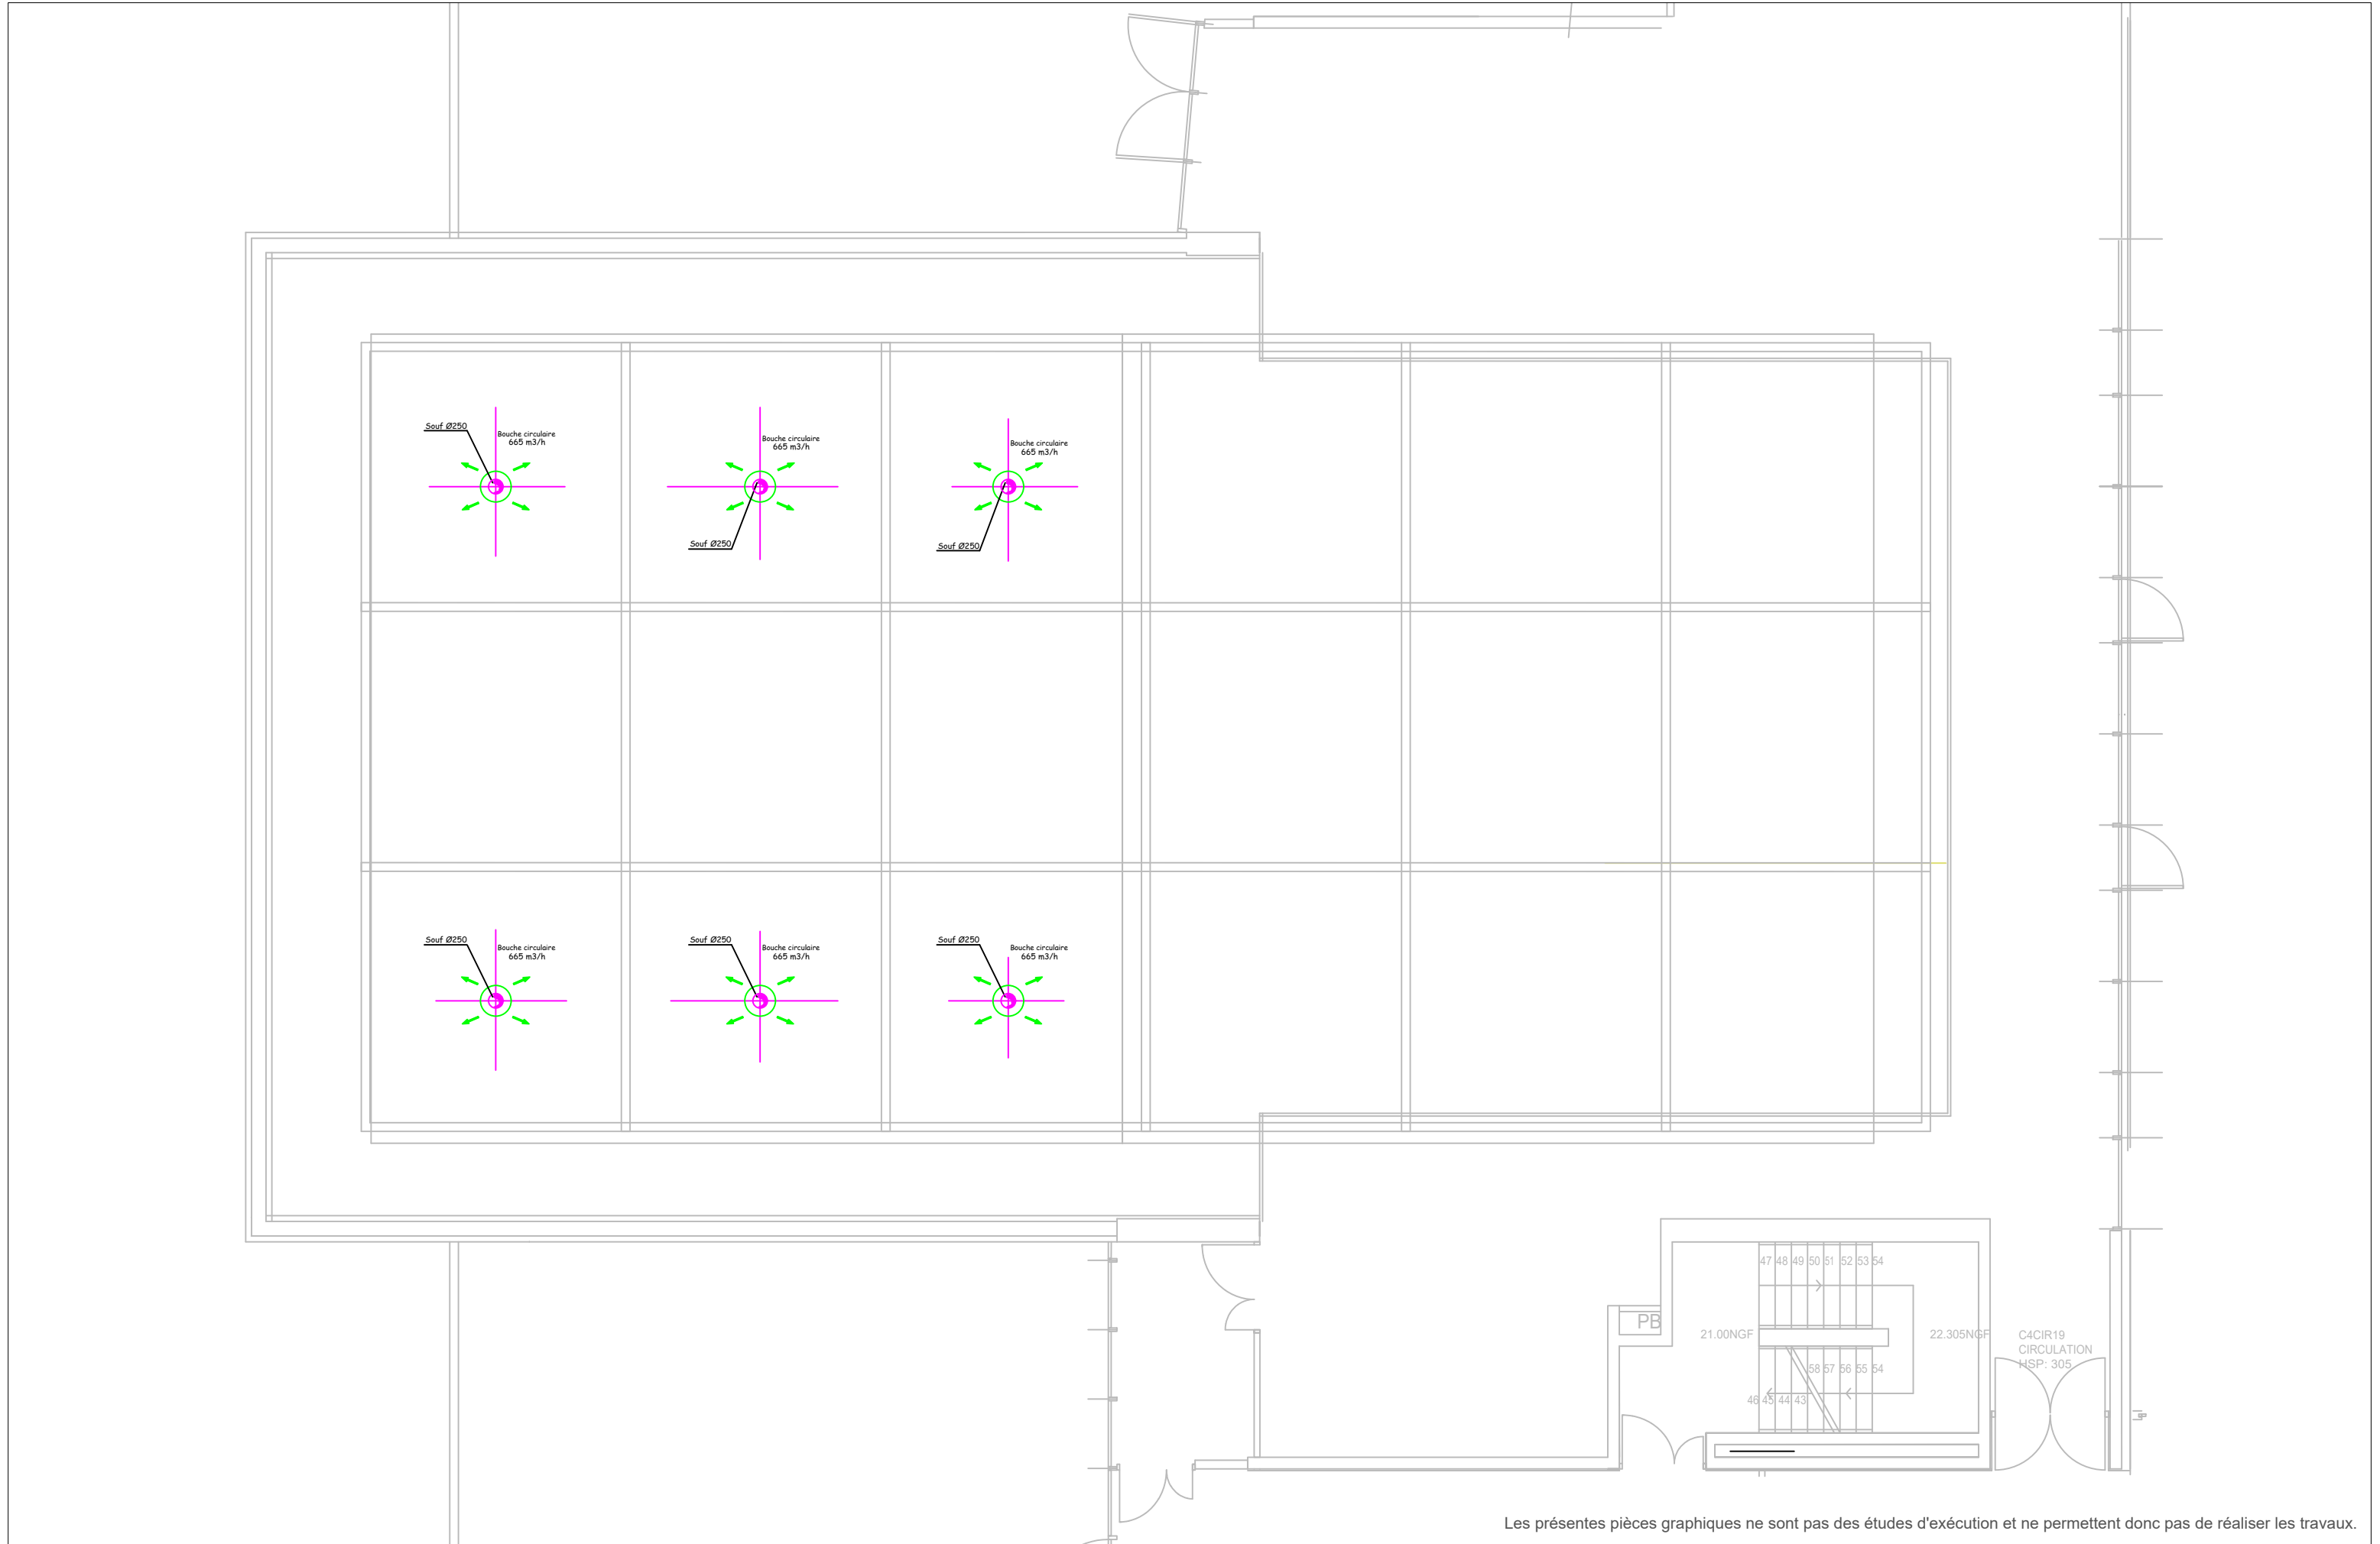 Souf Ø250
Bouche circulaire
665 m3/h
Bouche circulaire
665 m3/h
Souf Ø250
Bouche circulaire
665 m3/h
Souf Ø250
Souf Ø250
Bouche circulaire
665 m3/h
Souf Ø250
Bouche circulaire
665 m3/h
Souf Ø250
Bouche circulaire
665 m3/h
47 48 49 50 51 52 53 54
PB
21.00NGF
22.305NGF
C4CIR19
CIRCULATION
HSP: 305
58 57 56 55 54
46 45 44 43
Les présentes pièces graphiques ne sont pas des études d'exécution et ne permettent donc pas de réaliser les travaux.